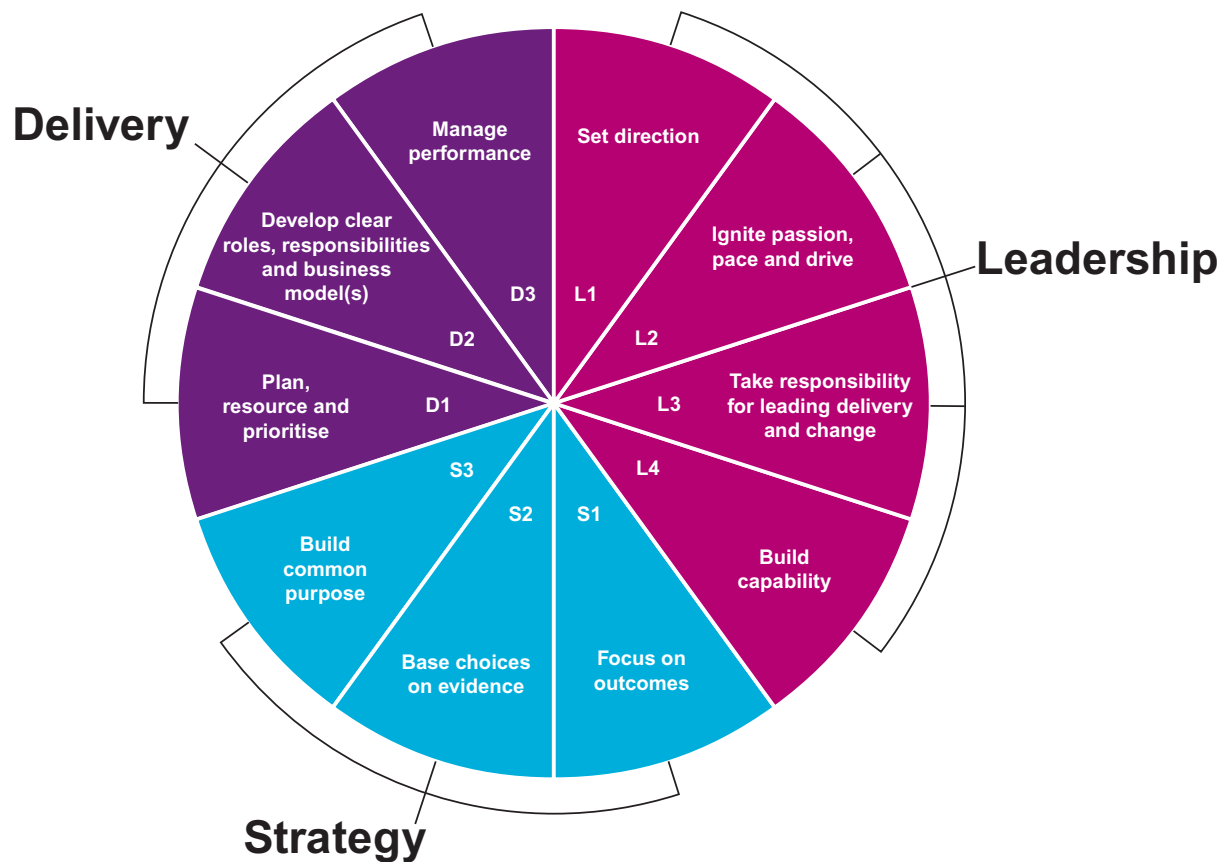 Delivery
Manage
performance
D3
Develop clear
roles, responsibilities
and business
model(s)
D2
Plan,
resource and
prioritise
D1
Leadership
Set direction
L1
Ignite passion,
pace and drive
L2
Take responsibility
for leading delivery
and change
L3
Build
capability
L4
Strategy
Focus on
outcomes
S1
Base choices
on evidence
S2
Build
common
purpose
S3